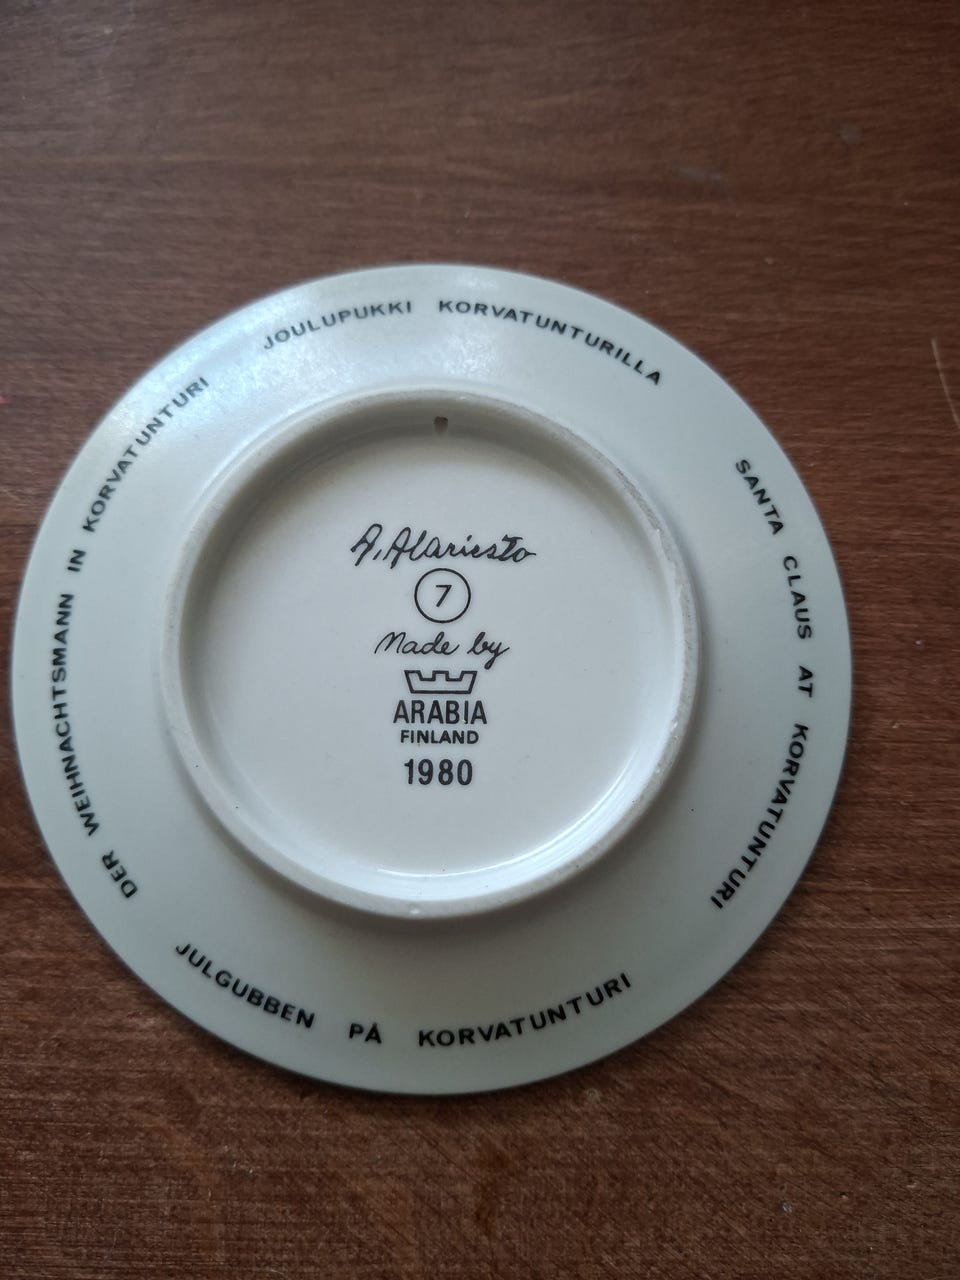 JOULUPUKKI KORVATUNTURILLA
SANTA CLAUS AT KORVATUNTURI
JULGUBBEN PÅ KORVATUNTURI
DER WEIHNACHTSMANN IN KORVATUNTURI
A. Alariesto
7
Made by
ARABIA
FINLAND
1980